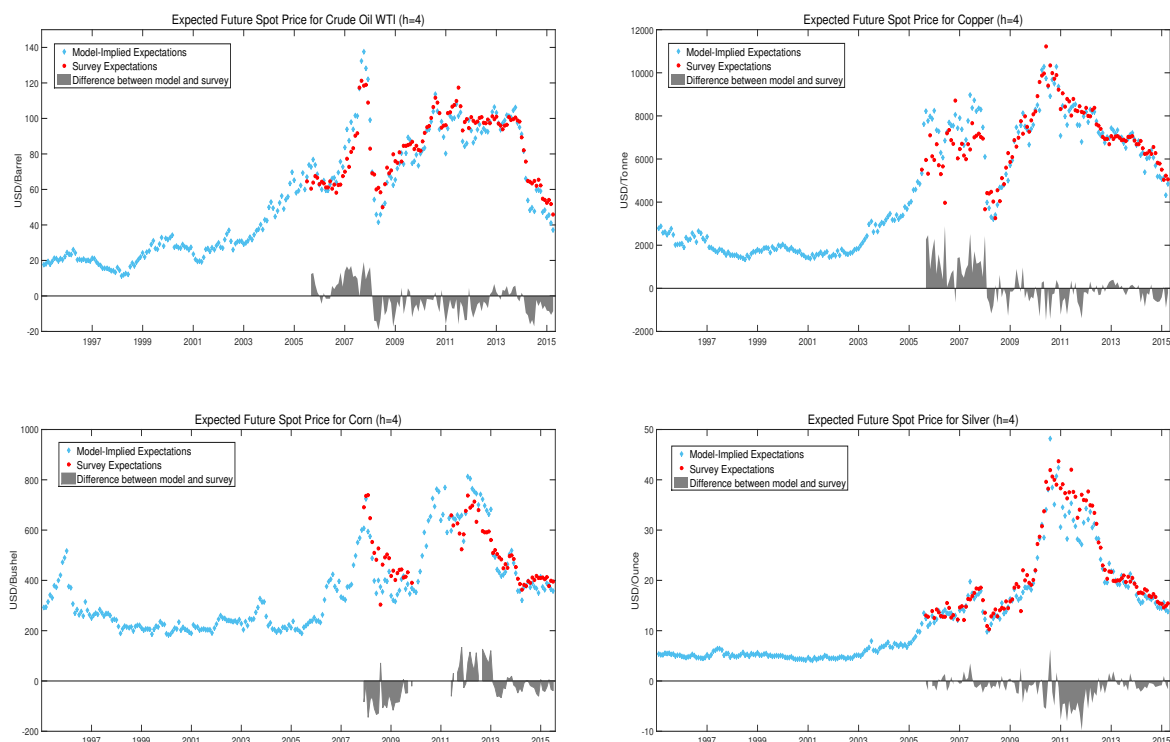 Expected Future Spot Price for Crude Oil WTI (h=4)
140
120
100
80
60
40
20
0
-20
USD/Barrel
Model-Implied Expectations
Survey Expectations
Difference between model and survey
1997 1999 2001 2003 2005 2007 2009 2011 2013 2015
Expected Future Spot Price for Copper (h=4)
12000
10000
8000
6000
4000
2000
0
-2000
USD/Tonne
Model-Implied Expectations
Survey Expectations
Difference between model and survey
1997 1999 2001 2003 2005 2007 2009 2011 2013 2015
Expected Future Spot Price for Corn (h=4)
1000
800
600
400
200
0
-200
USD/Bushel
Model-Implied Expectations
Survey Expectations
Difference between model and survey
1997 1999 2001 2003 2005 2007 2009 2011 2013 2015
Expected Future Spot Price for Silver (h=4)
50
40
30
20
10
0
-10
USD/Ounce
Model-Implied Expectations
Survey Expectations
Difference between model and survey
1997 1999 2001 2003 2005 2007 2009 2011 2013 2015